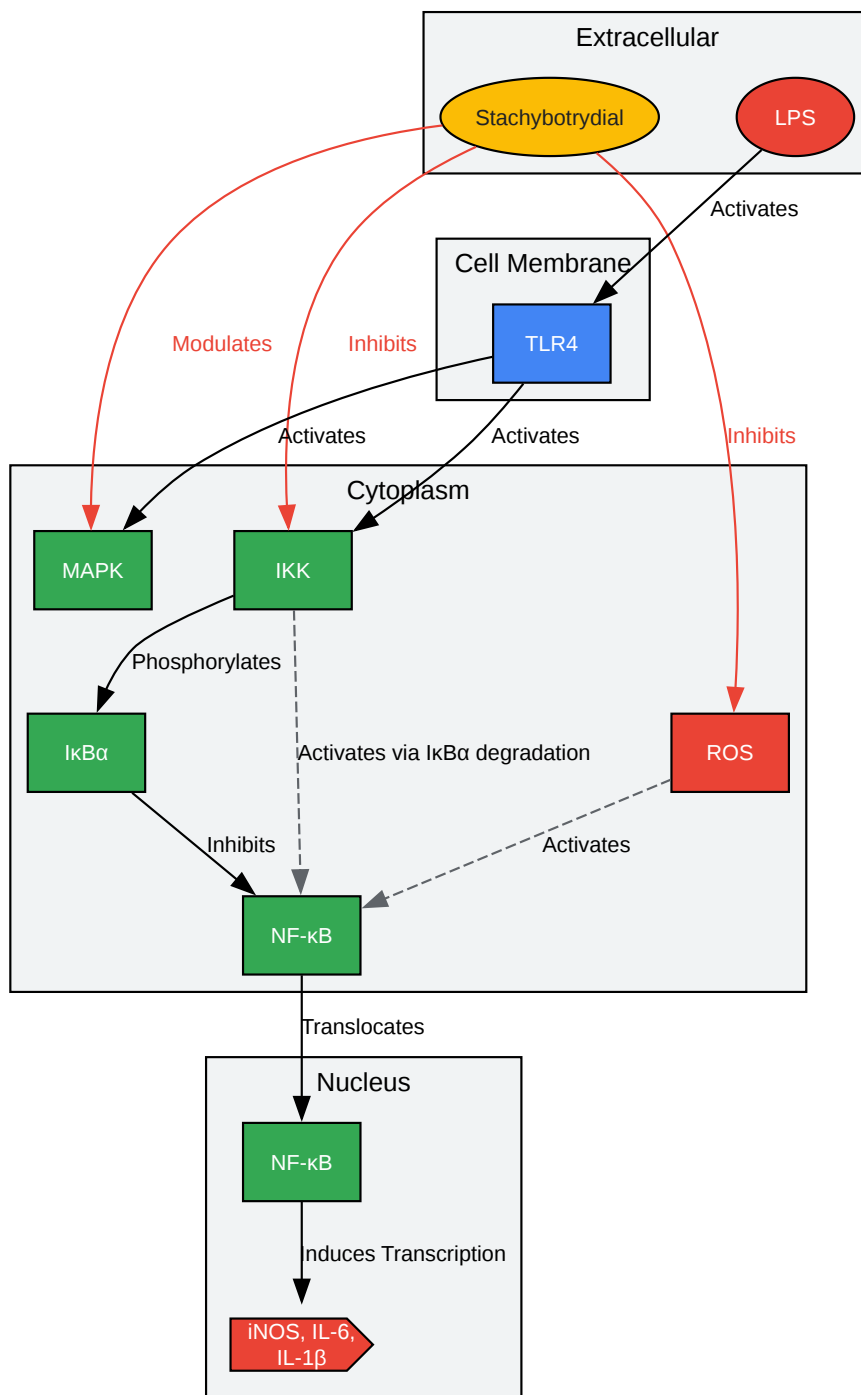 Extracellular
Stachybotrydial
LPS
Activates
Cell Membrane
TLR4
Modulates
Inhibits
Activates
Activates
Inhibits
Cytoplasm
MAPK
IKK
Phosphorylates
IκBα
Activates via IκBα degradation
ROS
Inhibits
Activates
NF-κB
Translocates
Nucleus
NF-κB
Induces Transcription
iNOS, IL-6,
IL-1β